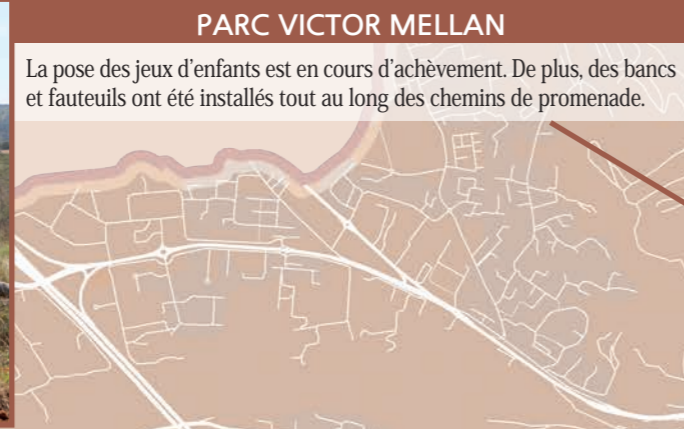 PARC VICTOR MELLAN
La pose des jeux d’enfants est en cours d’achèvement. De plus, des bancs
et fauteuils ont été installés tout au long des chemins de promenade.